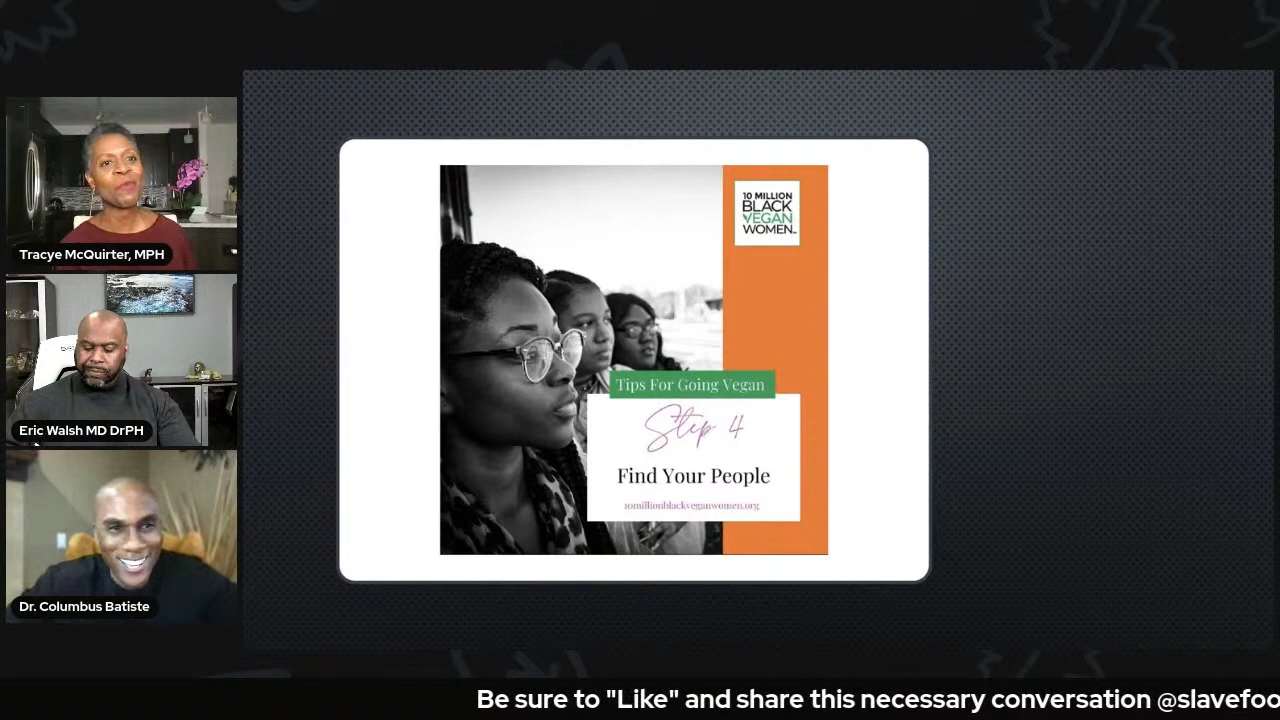 Tracye McQuirter, MPH
Eric Walsh MD DrPH
Dr. Columbus Batiste
10 MILLION
BLACK
VEGAN
WOMEN
Tips For Going Vegan
Step 4
Find Your People
10millionblackveganwomen.org
Be sure to "Like" and share this necessary conversation @slavefoo